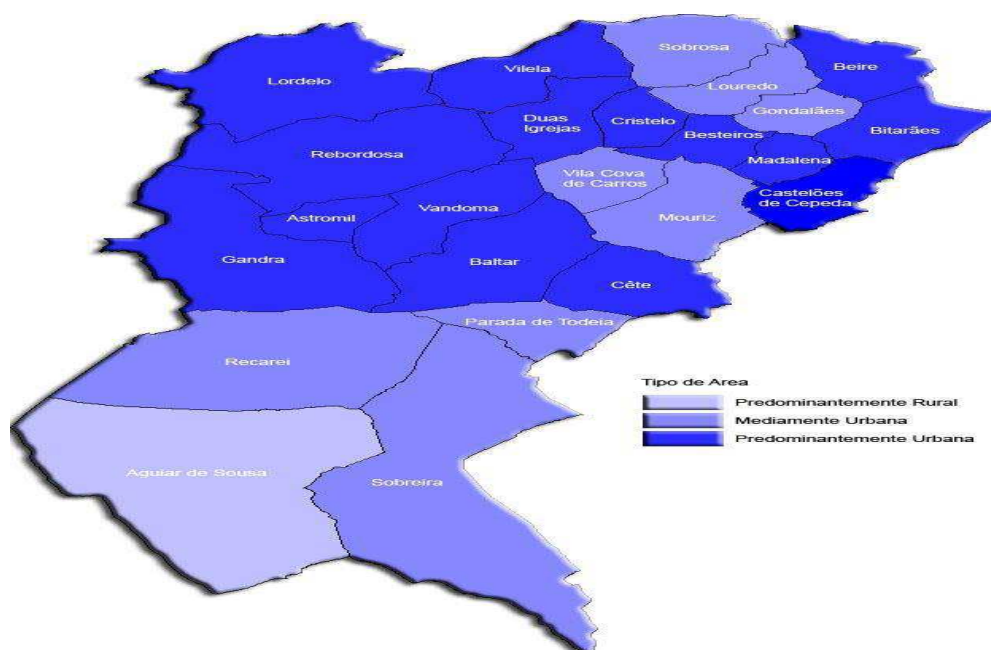 Sobrosa
Lordelo
Vilela
Beire
Louredo
Gondalães
Duas
Igrejas
Cristelo
Besteiros
Bitarães
Rebordosa
Madalena
Vila Cova
de Carros
Castelões
de Cepeda
Astromil
Vandoma
Mouriz
Gandra
Baltar
Cête
Parada de Todeia
Recarei
Tipo de Area
Predominantemente Rural
Mediamente Urbana
Predominantemente Urbana
Aguiar de Sousa
Sobreira